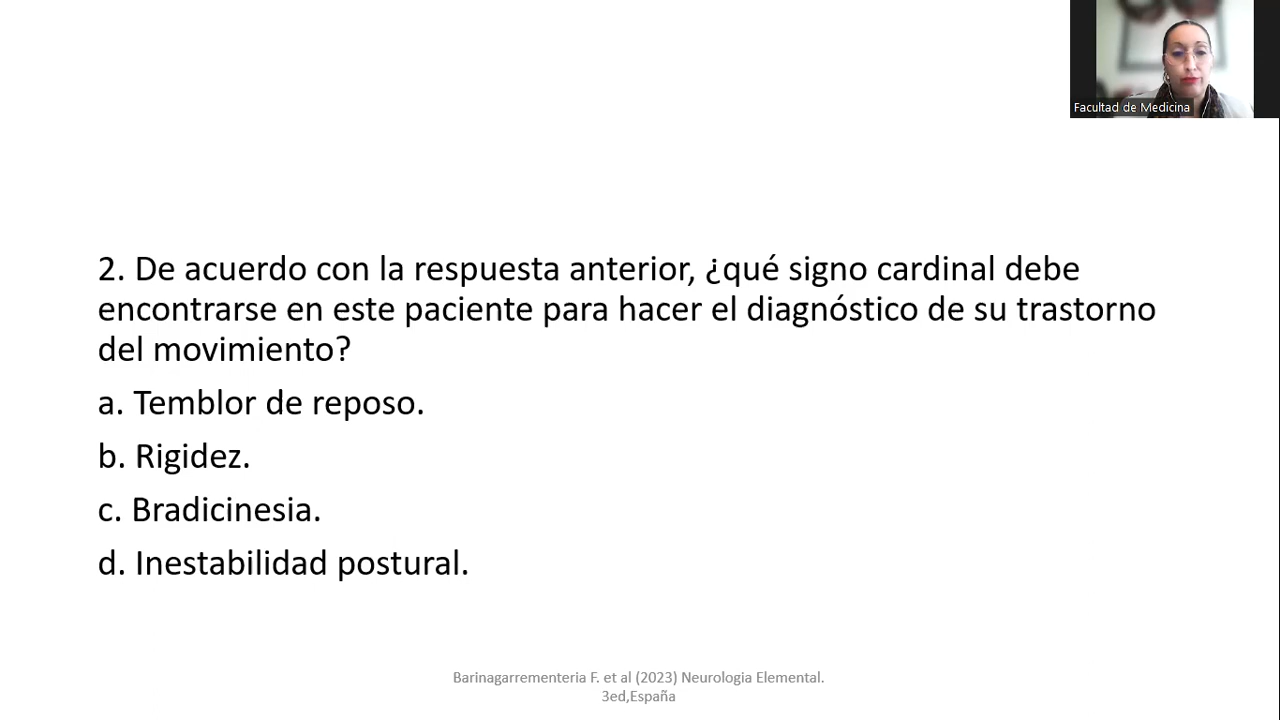 Facultad de Medicina
2. De acuerdo con la respuesta anterior, ¿qué signo cardinal debe
encontrarse en este paciente para hacer el diagnóstico de su trastorno
del movimiento?
a. Temblor de reposo.
b. Rigidez.
c. Bradicinesia.
d. Inestabilidad postural.
Barinagarrementeria F. et al (2023) Neurologia Elemental.
3ed,España